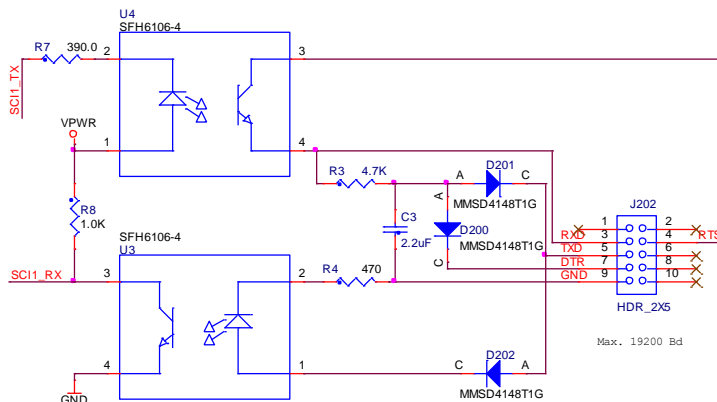 U4
SFH6106-4
R7 390.0
2
3
SCI1_TX
VPWR
1
4
R3 4.7K
A D201 C
MMSD4148T1G
R8
1.0K
C3
2.2uF
A
D200
MMSD4148T1G
C
J202
1 2
RXD 3 4 RTS
TXD 5 6
DTR 7 8
GND 9 10
HDR_2X5
SFH6106-4
U3
SCI1_RX
3
2
R4 470
4
1
C D202 A
MMSD4148T1G
GND
Max. 19200 Bd